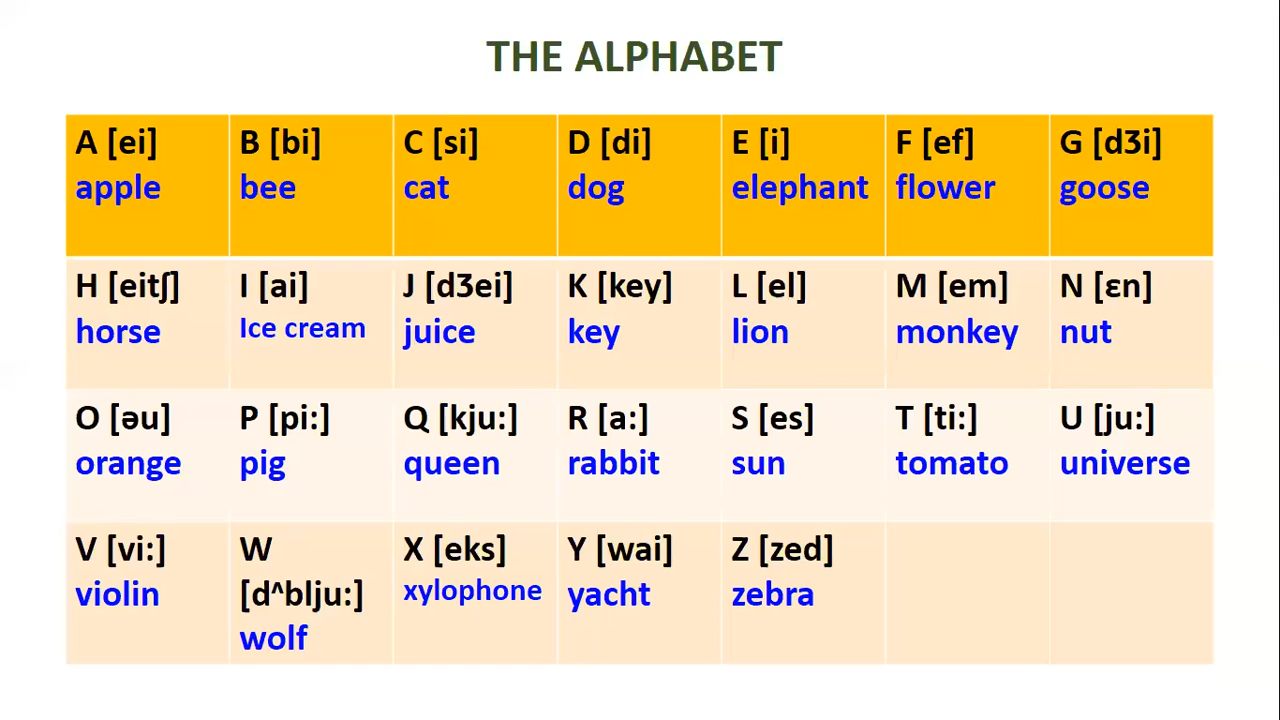 THE ALPHABET
A [ei]
apple
B [bi]
bee
C [si]
cat
D [di]
dog
E [i]
elephant
F [ef]
flower
G [dƷi]
goose
H [eitʃ]
horse
I [ai]
Ice cream
J [dƷei]
juice
K [key]
key
L [el]
lion
M [em]
monkey
N [ɛn]
nut
O [əu]
orange
P [pi:]
pig
Q [kju:]
queen
R [a:]
rabbit
S [es]
sun
T [ti:]
tomato
U [ju:]
universe
V [vi:]
violin
W
[d^blju:]
wolf
X [eks]
xylophone
Y [wai]
yacht
Z [zed]
zebra